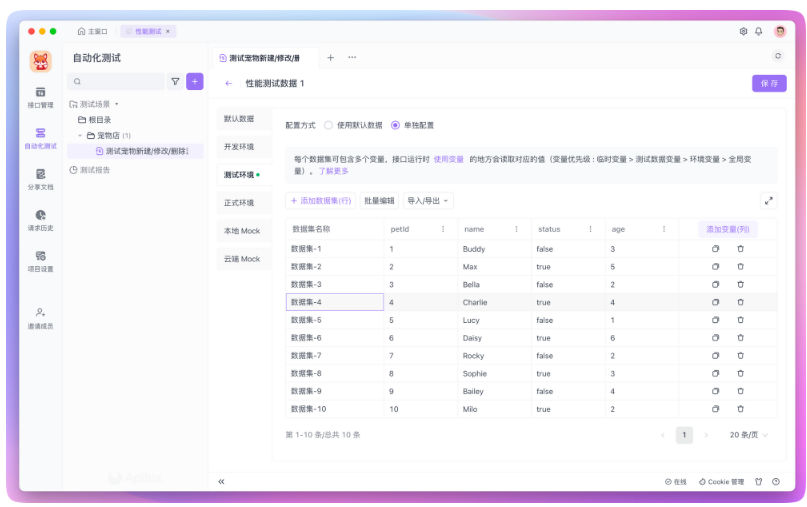 主窗口
性能测试 ×
自动化测试
测试宠物新建/修改/删
性能测试数据 1
保 存
接口管理
自动化测试
分享文档
请求历史
项目设置
邀请成员
测试场景
根目录
宠物店 (1)
测试宠物新建/修改/删除
测试报告
默认数据
开发环境
测试环境
正式环境
本地 Mock
云端 Mock
配置方式 使用默认数据 单独配置
每个数据集可包含多个变量，接口运行时 使用变量 的地方会读取对应的值（变量优先级：临时变量 > 测试数据变量 > 环境变量 > 全局变
量）。了解更多
+ 添加数据集(行) 批量编辑 导入/导出
数据集名称 petId name status age 添加变量(列)
数据集-1 1 Buddy false 3
数据集-2 2 Max true 5
数据集-3 3 Bella false 2
数据集-4 4 Charlie true 4
数据集-5 5 Lucy false 1
数据集-6 6 Daisy true 6
数据集-7 7 Rocky false 2
数据集-8 8 Sophie true 3
数据集-9 9 Bailey false 4
数据集-10 10 Milo true 2
第 1-10 条/总共 10 条 1 20 条/页
在线 Cookie 管理